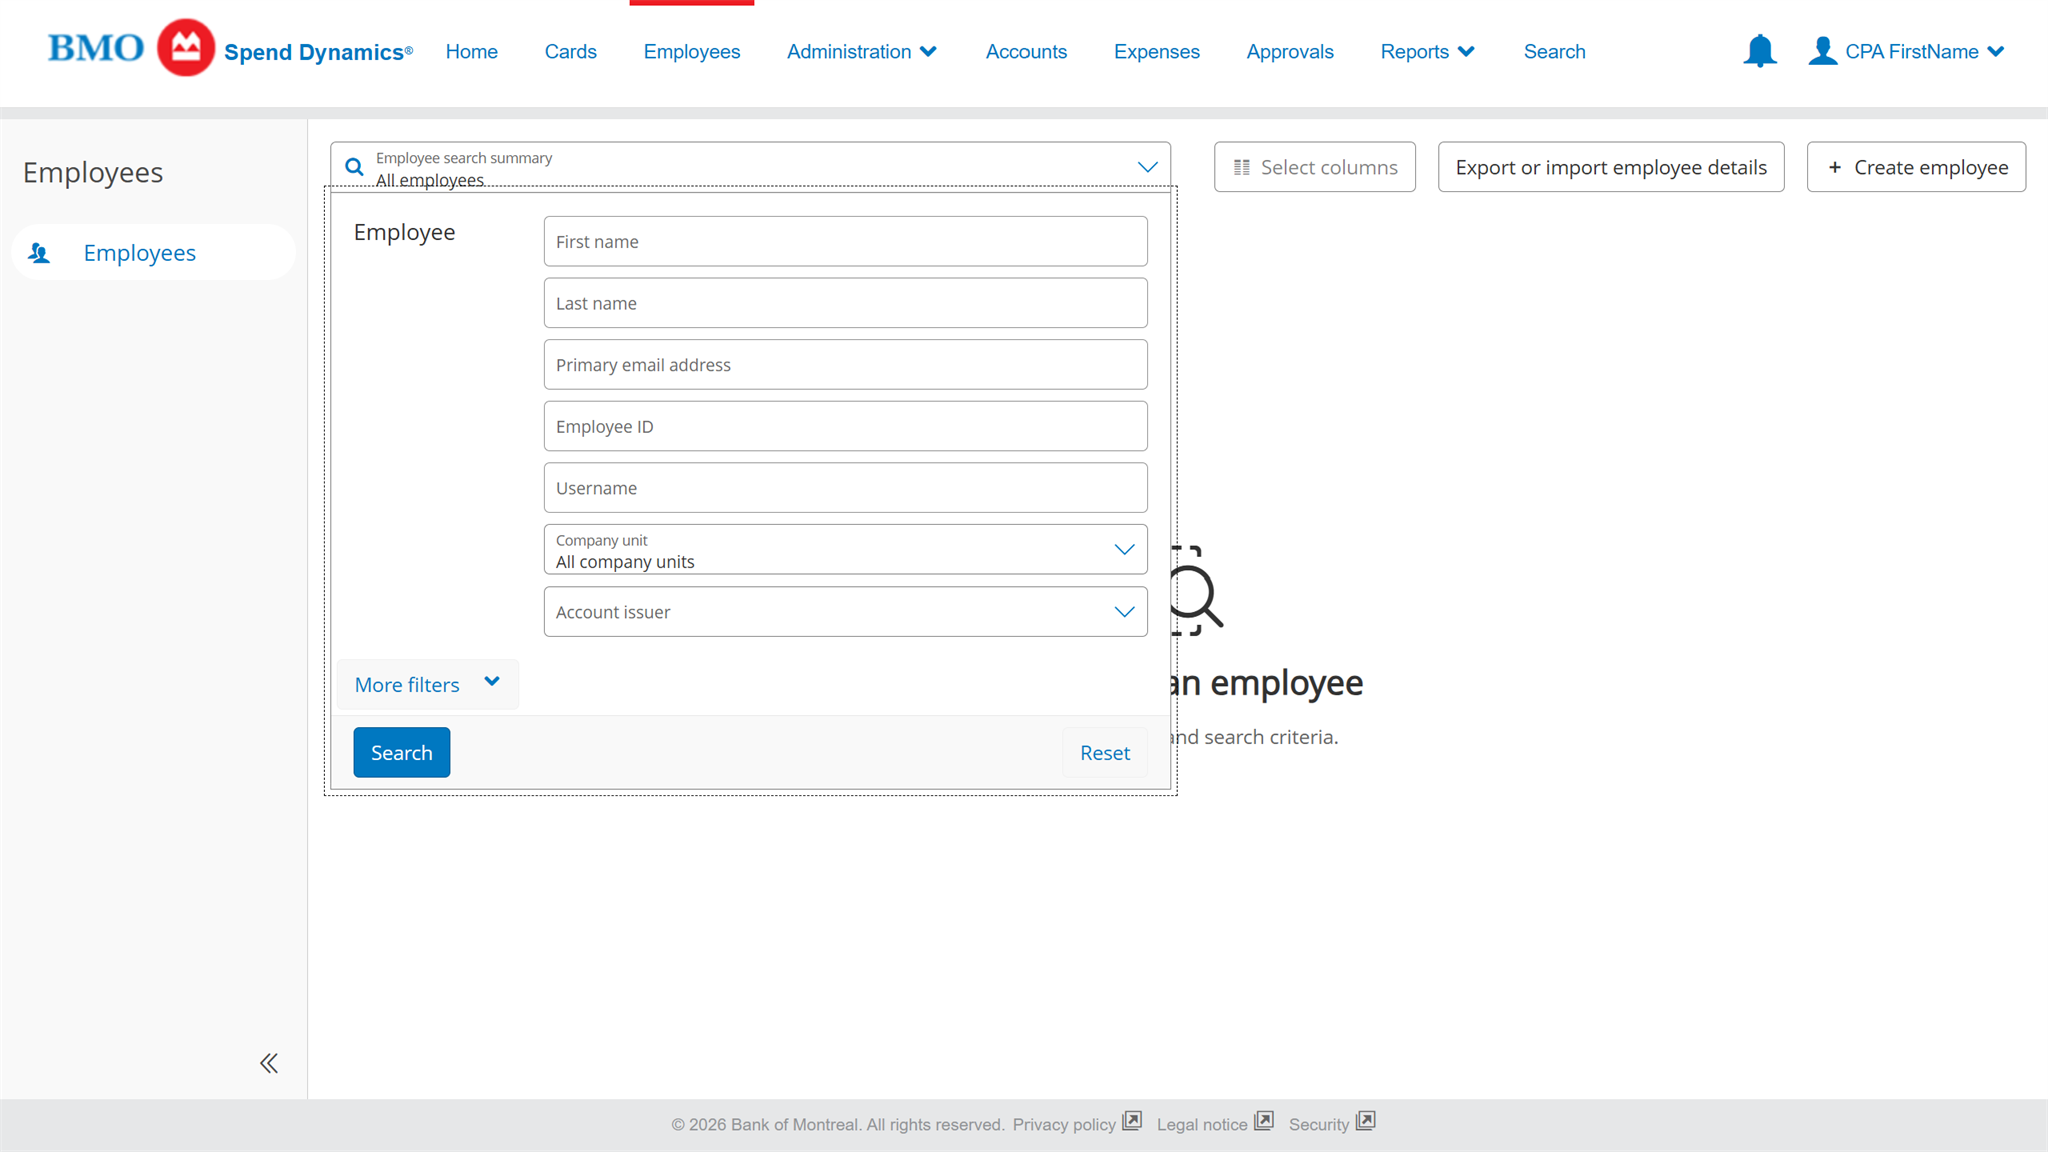 BMO Spend Dynamics® Home Cards Employees Administration Accounts Expenses Approvals Reports Search CPA FirstName
Employees
Employees
Employee search summary
All employees
Select columns
Export or import employee details
+ Create employee
Employee
First name
Last name
Primary email address
Employee ID
Username
Company unit
All company units
Account issuer
More filters
Search
Reset
an employee
and search criteria.
© 2026 Bank of Montreal. All rights reserved. Privacy policy Legal notice Security